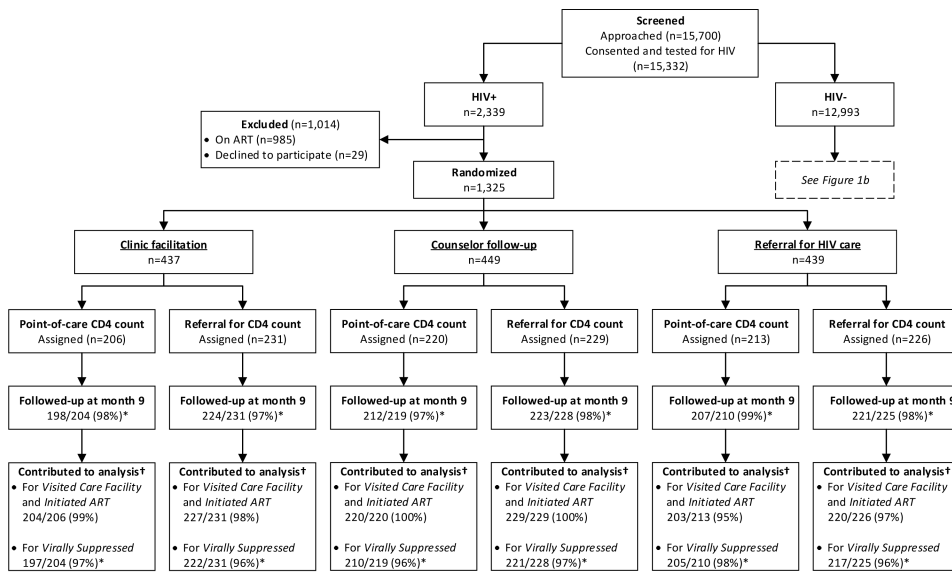 Screened
Approached (n=15,700)
Consented and tested for HIV
(n=15,332)
HIV+
n=2,339
HIV-
n=12,993
Excluded (n=1,014)
• On ART (n=985)
• Declined to participate (n=29)
See Figure 1b
Randomized
n=1,325
Clinic facilitation
n=437
Counselor follow-up
n=449
Referral for HIV care
n=439
Point-of-care CD4 count
Assigned (n=206)
Referral for CD4 count
Assigned (n=231)
Point-of-care CD4 count
Assigned (n=220)
Referral for CD4 count
Assigned (n=229)
Point-of-care CD4 count
Assigned (n=213)
Referral for CD4 count
Assigned (n=226)
Followed-up at month 9
198/204 (98%)*
Followed-up at month 9
224/231 (97%)*
Followed-up at month 9
212/219 (97%)*
Followed-up at month 9
223/228 (98%)*
Followed-up at month 9
207/210 (99%)*
Followed-up at month 9
221/225 (98%)*
Contributed to analysis†
• For Visited Care Facility
and Initiated ART
204/206 (99%)
• For Virally Suppressed
197/204 (97%)*
Contributed to analysis†
• For Visited Care Facility
and Initiated ART
227/231 (98%)
• For Virally Suppressed
222/231 (96%)*
Contributed to analysis†
• For Visited Care Facility
and Initiated ART
220/220 (100%)
• For Virally Suppressed
210/219 (96%)*
Contributed to analysis†
• For Visited Care Facility
and Initiated ART
229/229 (100%)
• For Virally Suppressed
221/228 (97%)*
Contributed to analysis†
• For Visited Care Facility
and Initiated ART
203/213 (95%)
• For Virally Suppressed
205/210 (98%)*
Contributed to analysis†
• For Visited Care Facility
and Initiated ART
220/226 (97%)
• For Virally Suppressed
217/225 (96%)*